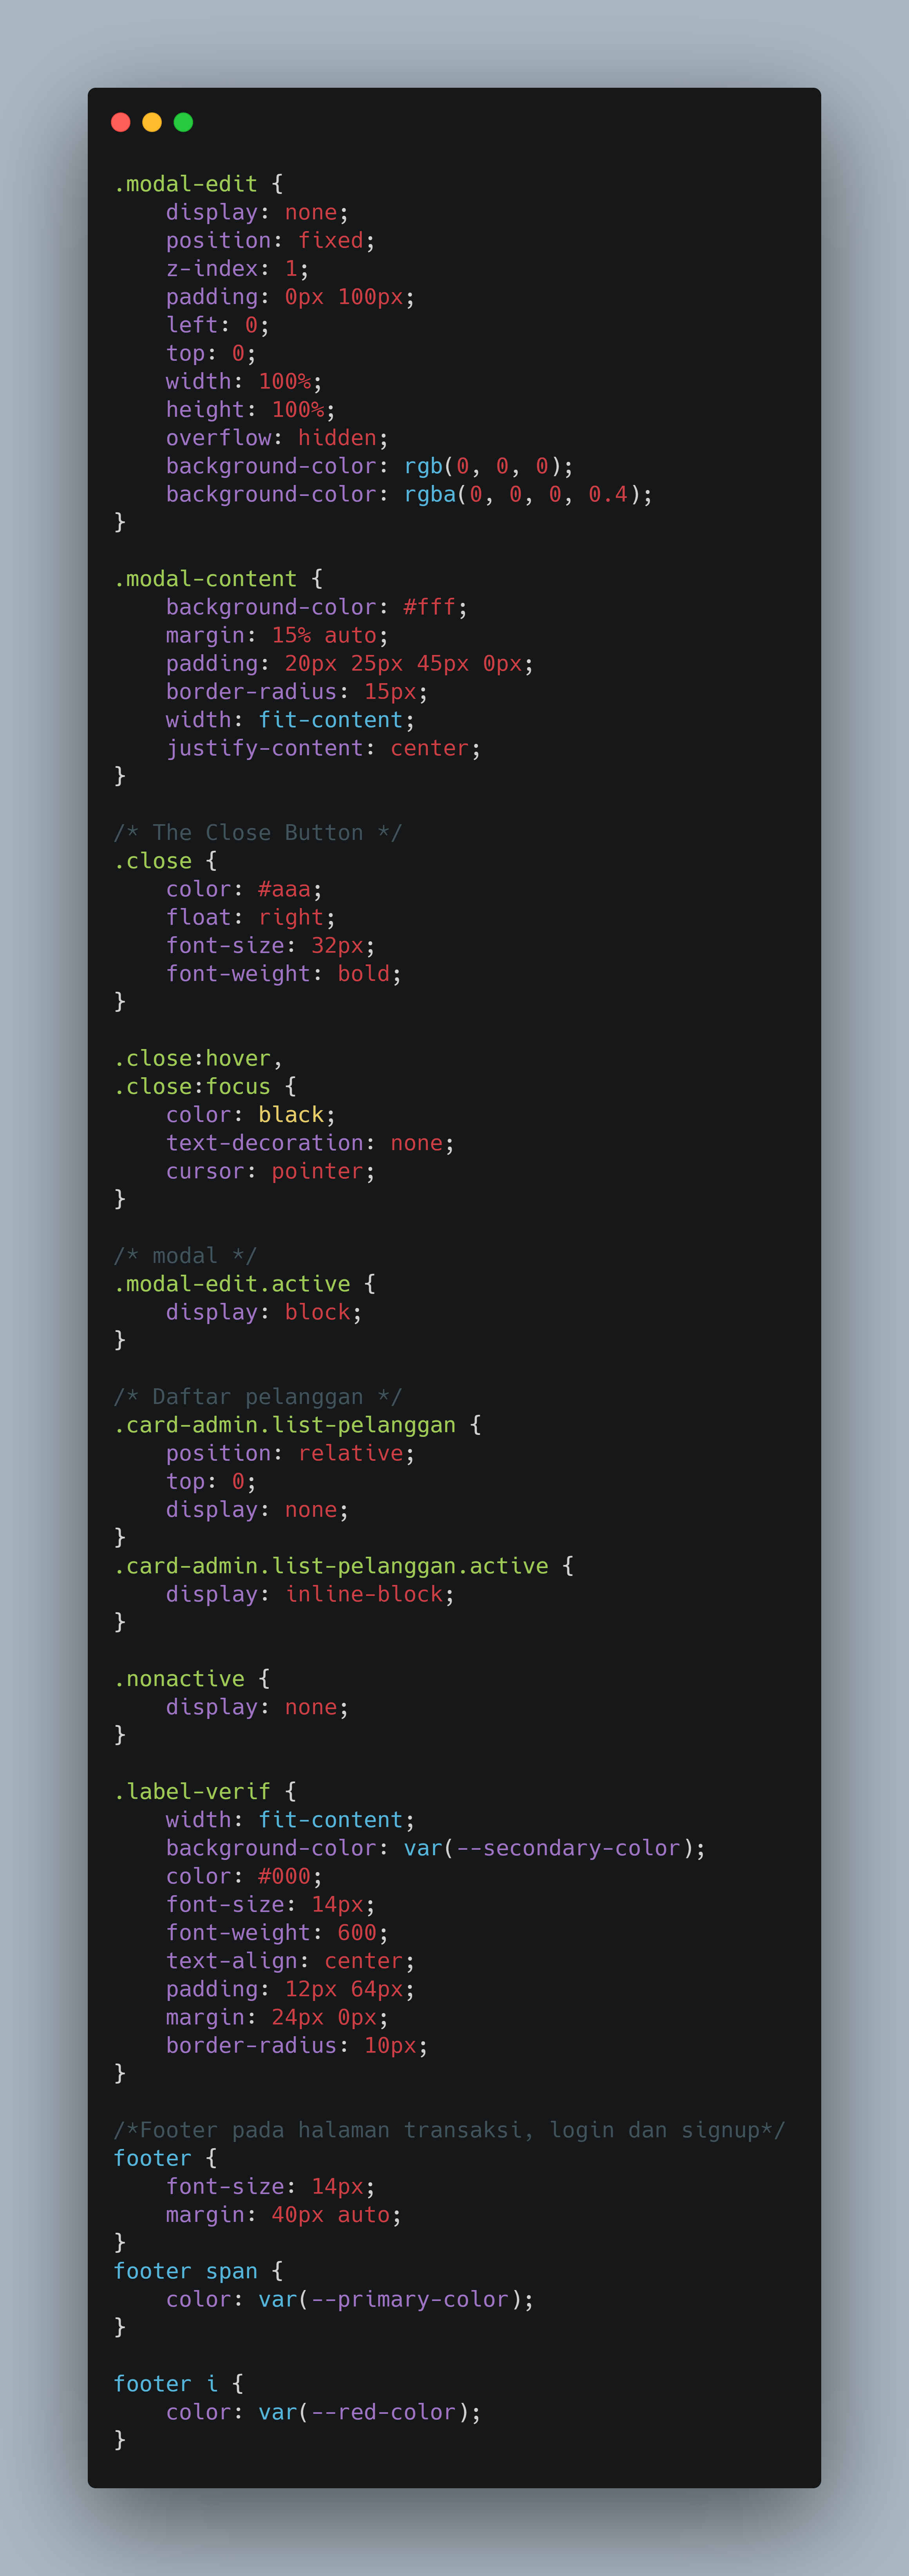 .modal-edit {
    display: none;
    position: fixed;
    z-index: 1;
    padding: 0px 100px;
    left: 0;
    top: 0;
    width: 100%;
    height: 100%;
    overflow: hidden;
    background-color: rgb(0, 0, 0);
    background-color: rgba(0, 0, 0, 0.4);
}

.modal-content {
    background-color: #fff;
    margin: 15% auto;
    padding: 20px 25px 45px 0px;
    border-radius: 15px;
    width: fit-content;
    justify-content: center;
}

/* The Close Button */
.close {
    color: #aaa;
    float: right;
    font-size: 32px;
    font-weight: bold;
}

.close:hover,
.close:focus {
    color: black;
    text-decoration: none;
    cursor: pointer;
}

/* modal */
.modal-edit.active {
    display: block;
}

/* Daftar pelanggan */
.card-admin.list-pelanggan {
    position: relative;
    top: 0;
    display: none;
}
.card-admin.list-pelanggan.active {
    display: inline-block;
}

.nonactive {
    display: none;
}

.label-verif {
    width: fit-content;
    background-color: var(--secondary-color);
    color: #000;
    font-size: 14px;
    font-weight: 600;
    text-align: center;
    padding: 12px 64px;
    margin: 24px 0px;
    border-radius: 10px;
}

/*Footer pada halaman transaksi, login dan signup*/
footer {
    font-size: 14px;
    margin: 40px auto;
}
footer span {
    color: var(--primary-color);
}

footer i {
    color: var(--red-color);
}